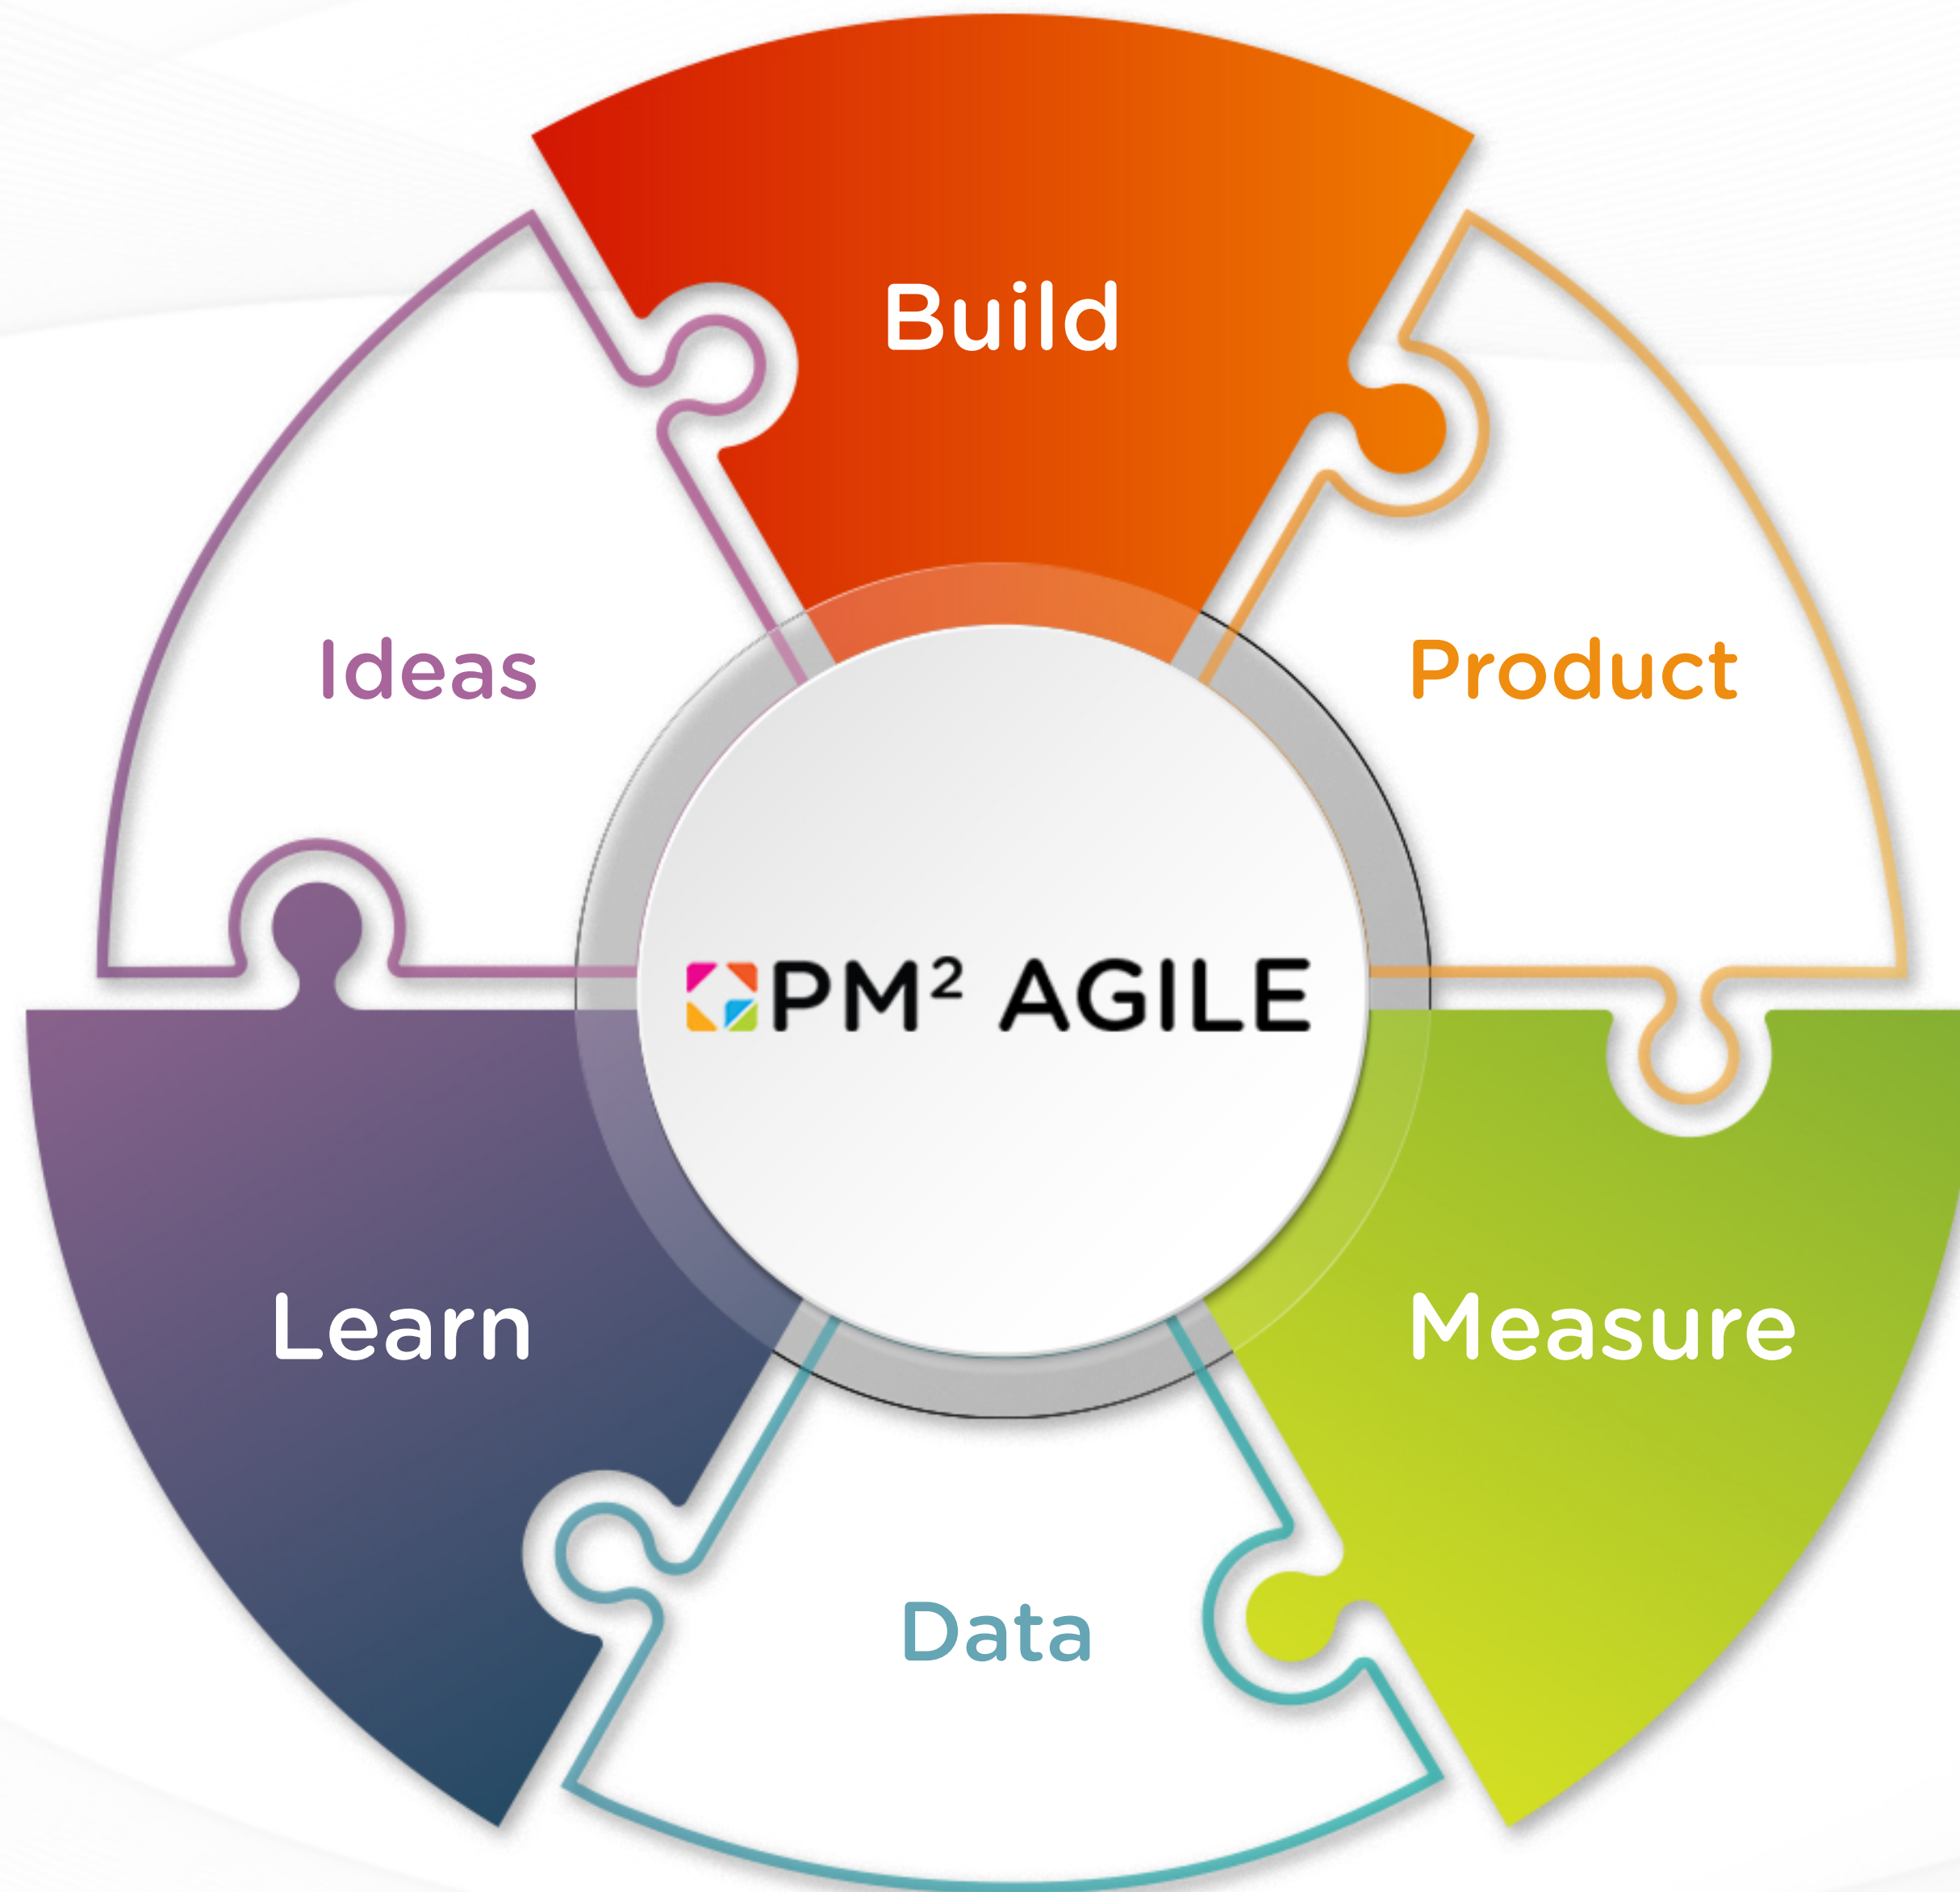 Build
Ideas
Product
PM² AGILE
Learn
Measure
Data